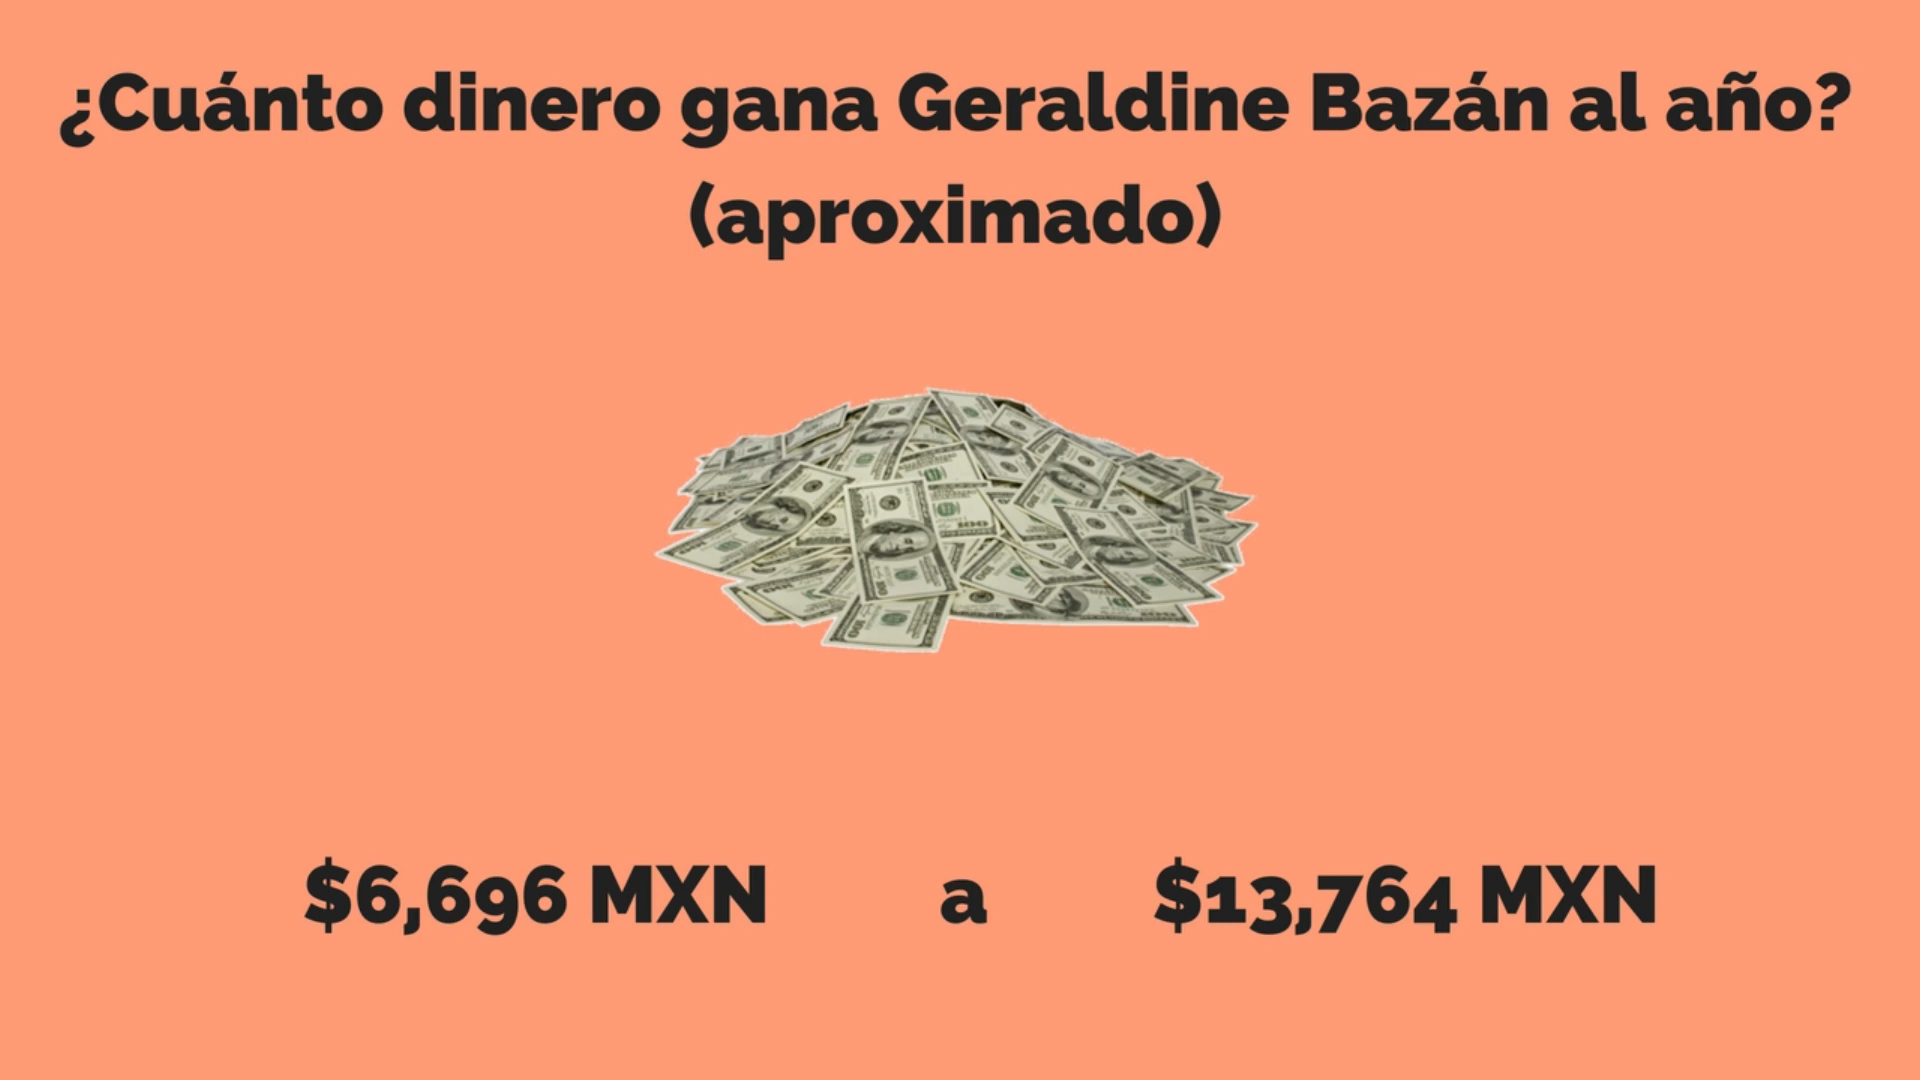 ¿Cuánto dinero gana Geraldine Bazán al año?
(aproximado)
$6,696 MXN a $13,764 MXN